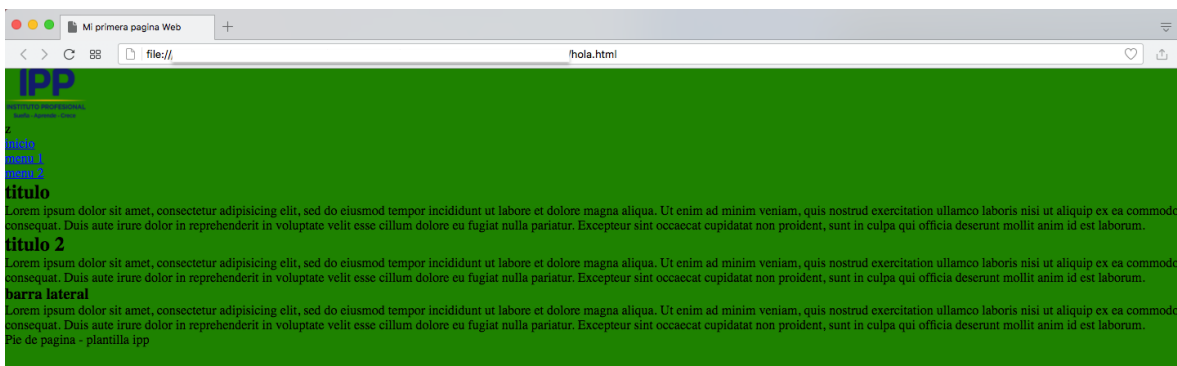 Mi primera pagina Web
file:// /hola.html
IPP
INSTITUTO PROFESIONAL
Sueña - Aprende - Crece
z
inicio
menu 1
menu 2
titulo
Lorem ipsum dolor sit amet, consectetur adipisicing elit, sed do eiusmod tempor incididunt ut labore et dolore magna aliqua. Ut enim ad minim veniam, quis nostrud exercitation ullamco laboris nisi ut aliquip ex ea commodo
consequat. Duis aute irure dolor in reprehenderit in voluptate velit esse cillum dolore eu fugiat nulla pariatur. Excepteur sint occaecat cupidatat non proident, sunt in culpa qui officia deserunt mollit anim id est laborum.
titulo 2
Lorem ipsum dolor sit amet, consectetur adipisicing elit, sed do eiusmod tempor incididunt ut labore et dolore magna aliqua. Ut enim ad minim veniam, quis nostrud exercitation ullamco laboris nisi ut aliquip ex ea commodo
consequat. Duis aute irure dolor in reprehenderit in voluptate velit esse cillum dolore eu fugiat nulla pariatur. Excepteur sint occaecat cupidatat non proident, sunt in culpa qui officia deserunt mollit anim id est laborum.
barra lateral
Lorem ipsum dolor sit amet, consectetur adipisicing elit, sed do eiusmod tempor incididunt ut labore et dolore magna aliqua. Ut enim ad minim veniam, quis nostrud exercitation ullamco laboris nisi ut aliquip ex ea commodo
consequat. Duis aute irure dolor in reprehenderit in voluptate velit esse cillum dolore eu fugiat nulla pariatur. Excepteur sint occaecat cupidatat non proident, sunt in culpa qui officia deserunt mollit anim id est laborum.
Pie de pagina - plantilla ipp